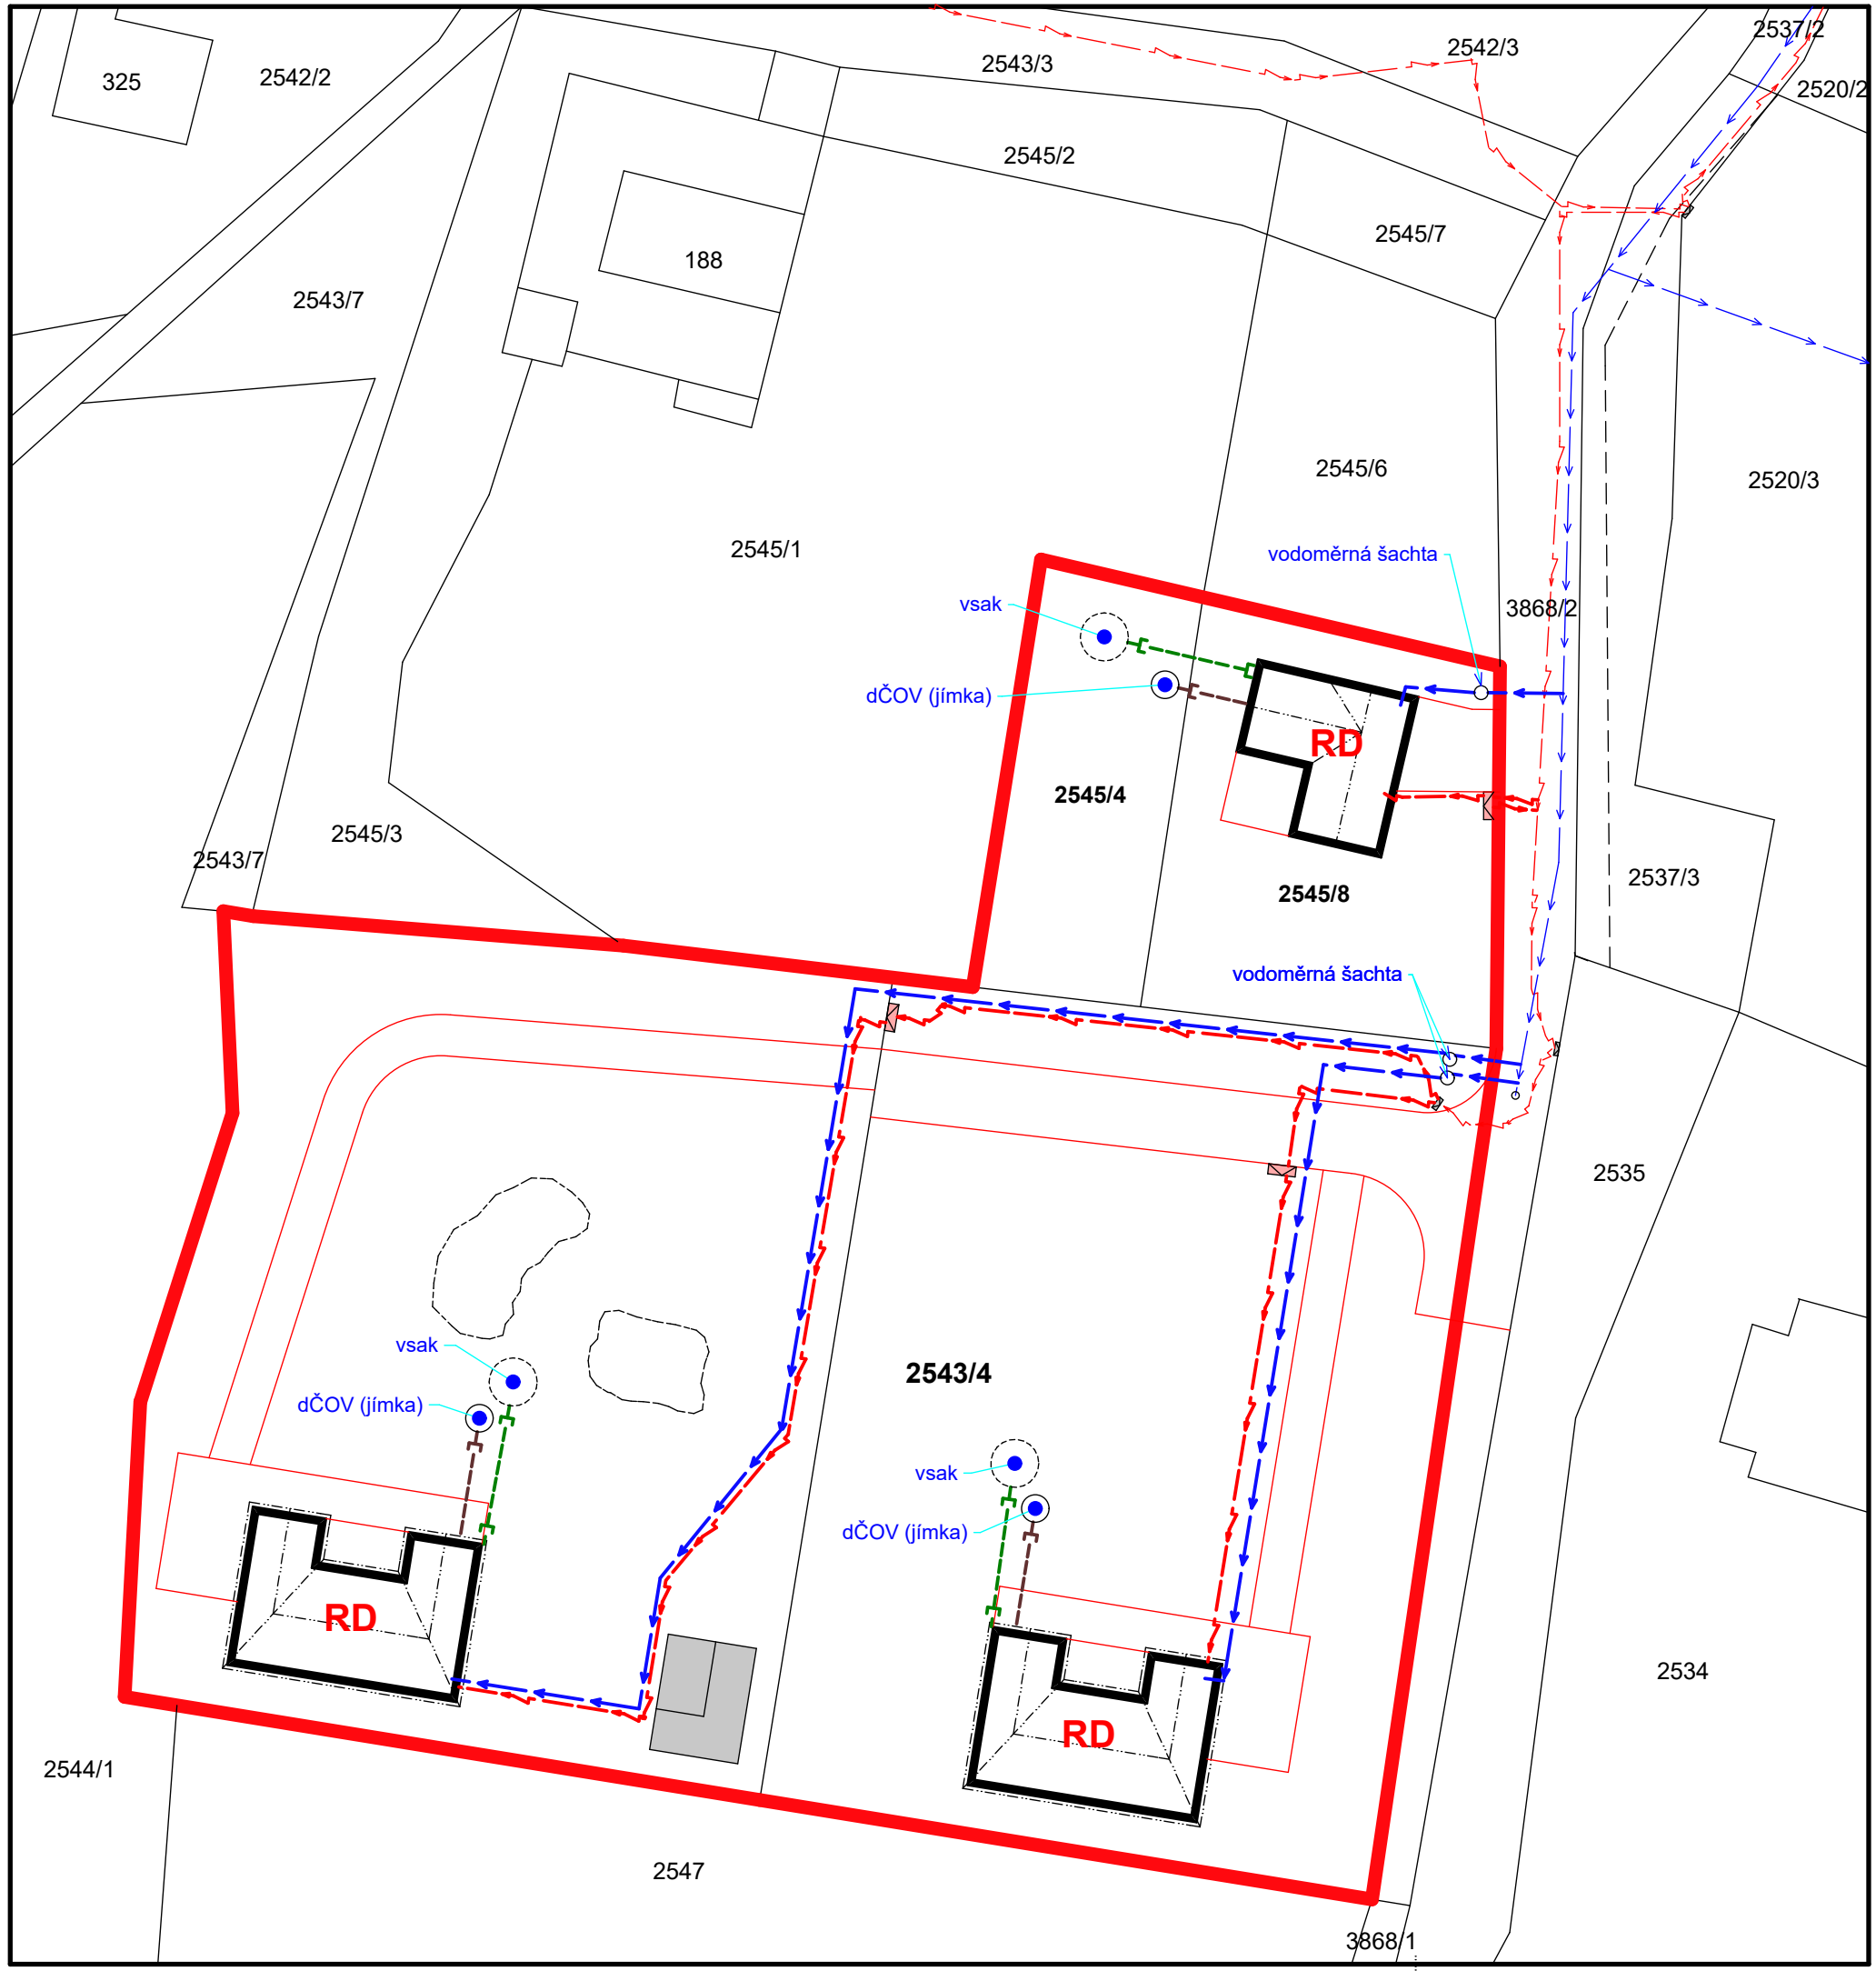 2537/2
2542/3
2543/3
325
2542/2
2520/2
2545/2
2545/7
188
2543/7
2545/6
2520/3
2545/1
vodoměrná šachta
vsak
3868/2
dČOV (jímka)
RD
2545/4
2545/3
2543/7
2537/3
2545/8
vodoměrná šachta
2535
vsak
2543/4
dČOV (jímka)
vsak
dČOV (jímka)
RD
2534
RD
2544/1
2547
3868/1